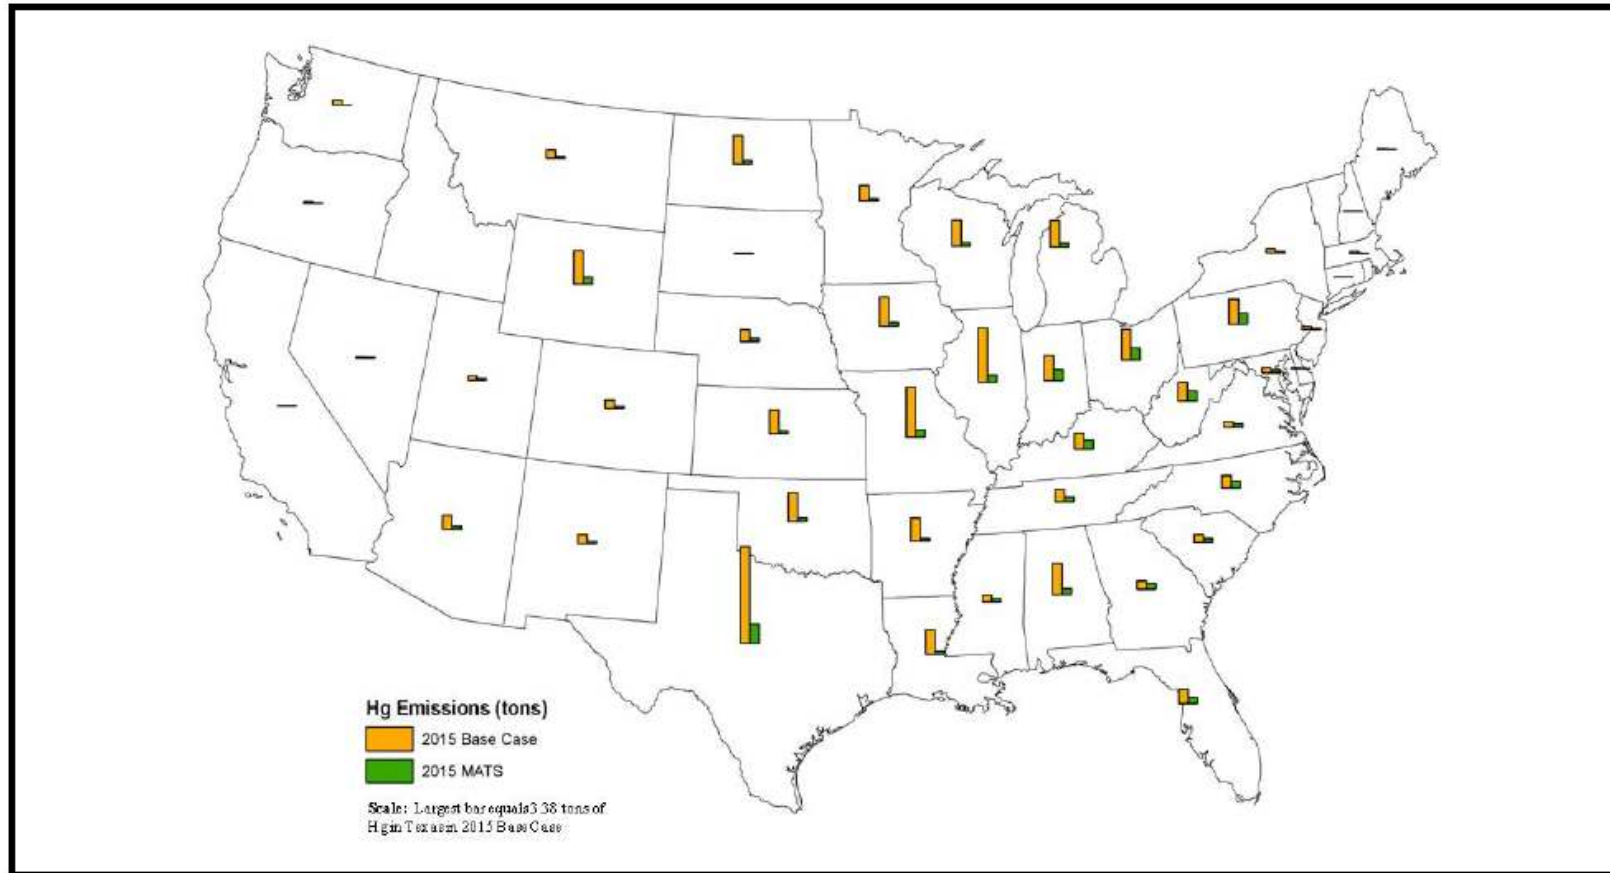 Hg Emissions (tons)
2015 Base Case
2015 MATS
Scale: Largest bar equals 3.38 tons of
Hg in Texas in 2015 Base Case